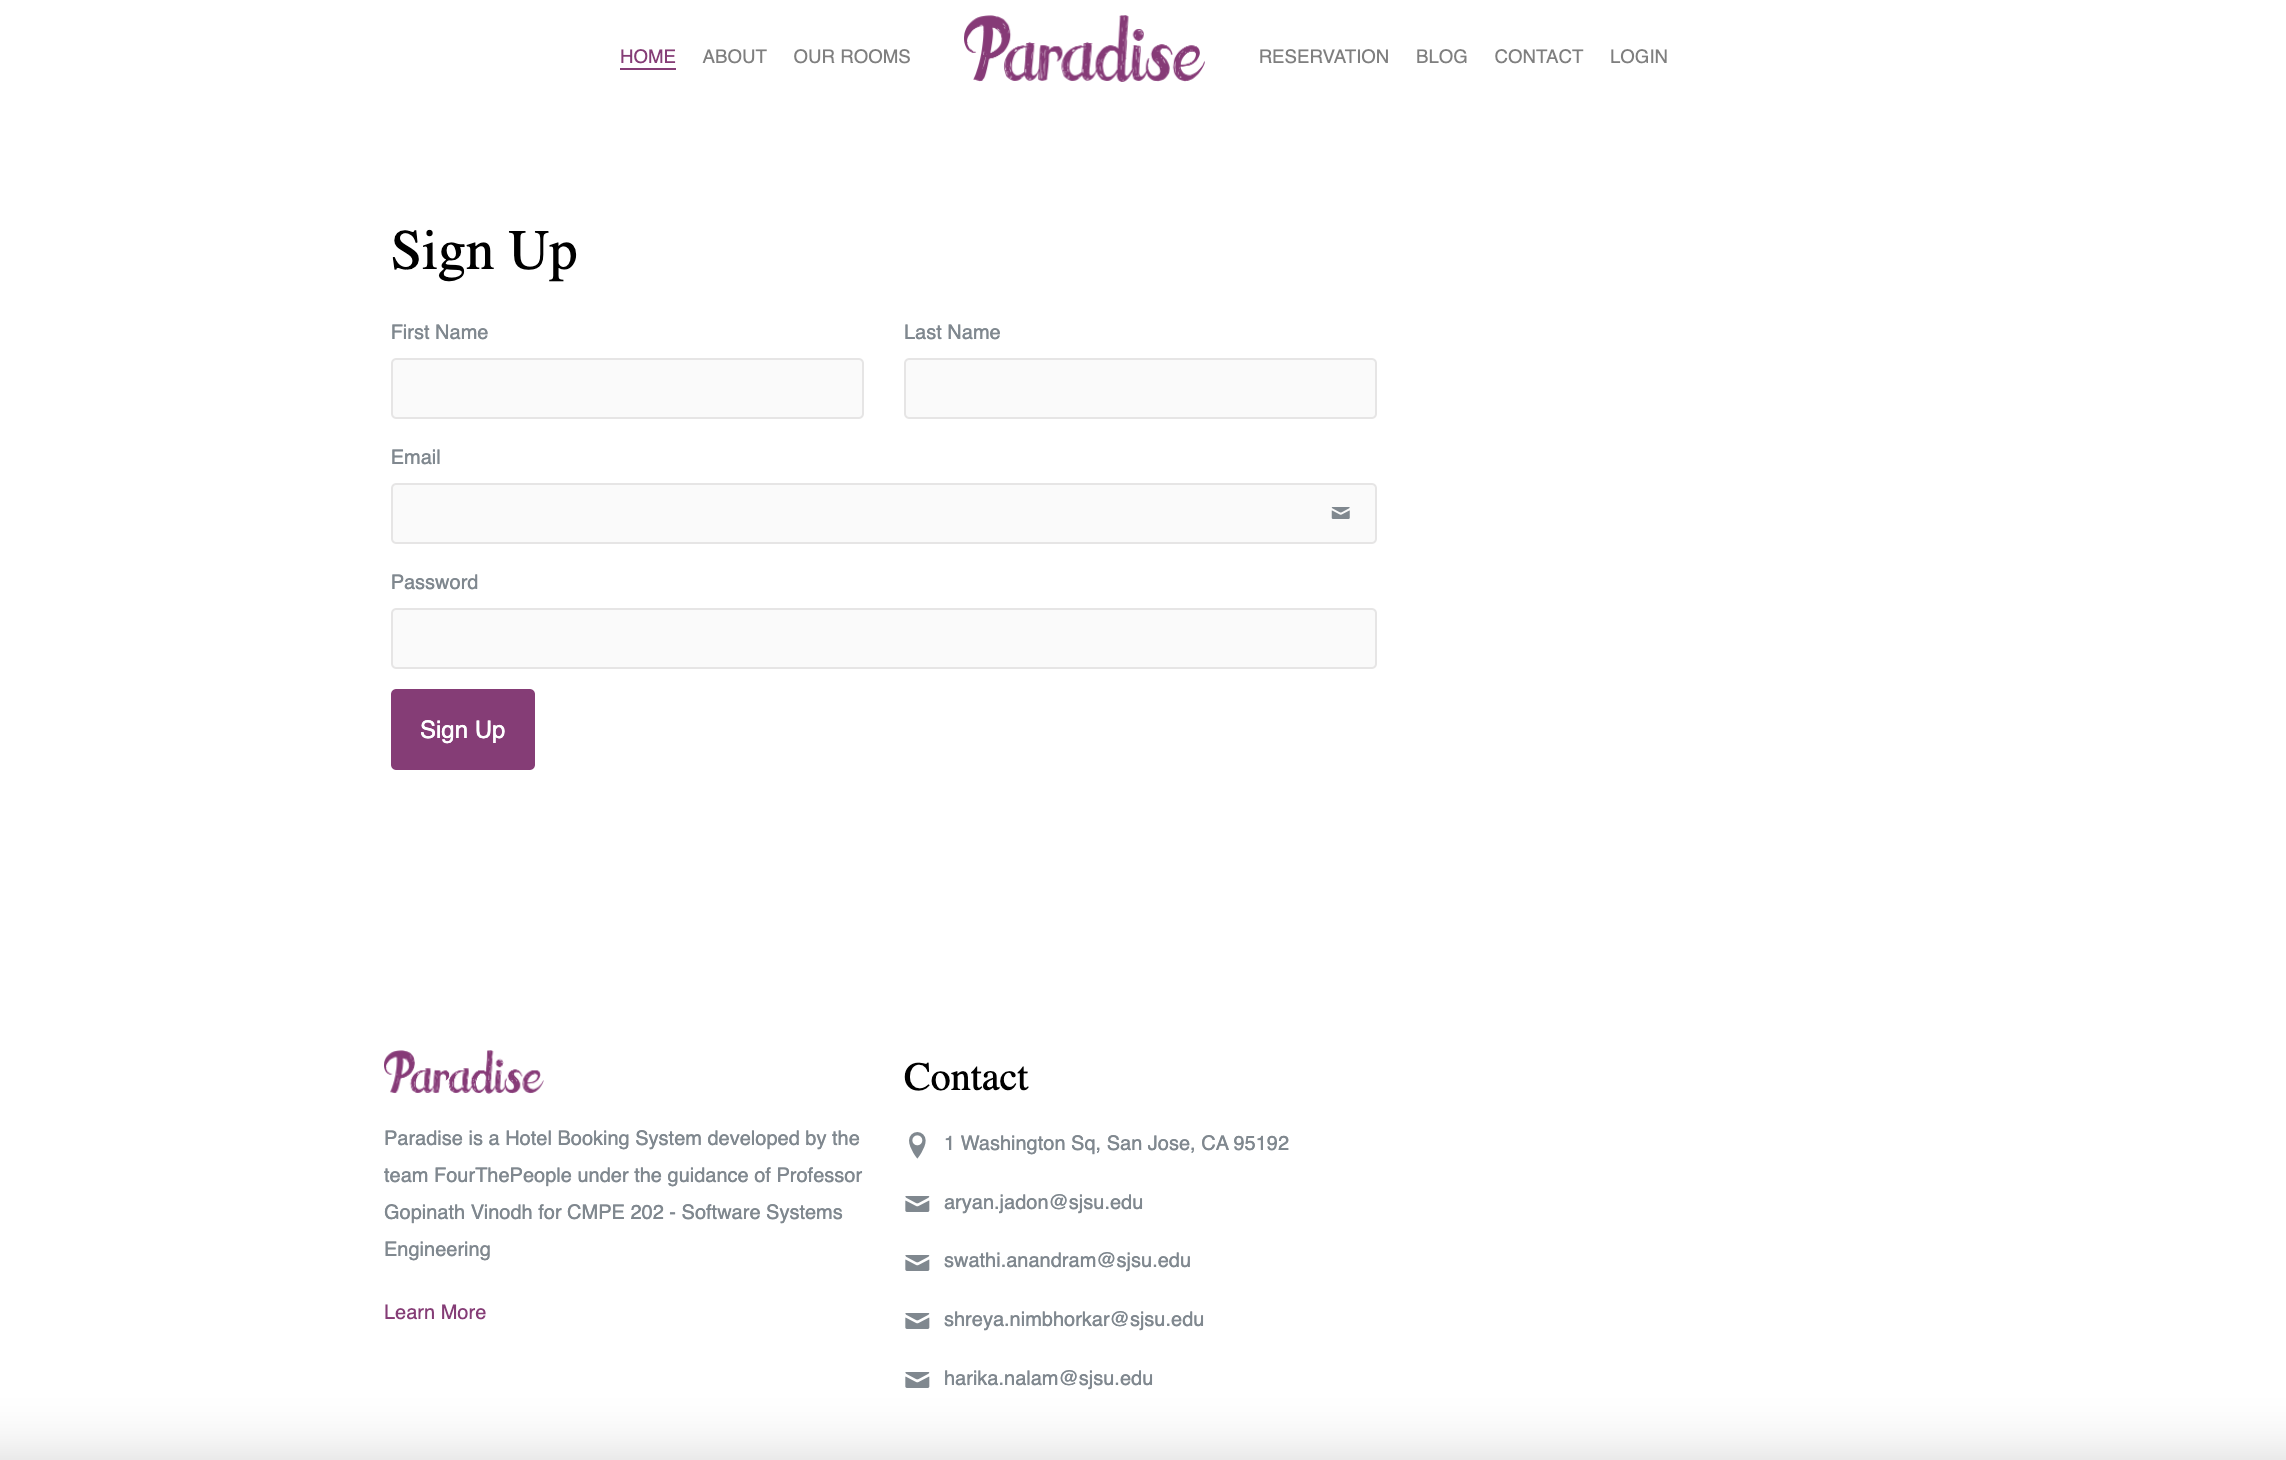 HOME ABOUT OUR ROOMS Paradise RESERVATION BLOG CONTACT LOGIN
Sign Up
First Name Last Name
Email
Password
Sign Up
Paradise
Paradise is a Hotel Booking System developed by the
team FourThePeople under the guidance of Professor
Gopinath Vinodh for CMPE 202 - Software Systems
Engineering
Learn More
Contact
1 Washington Sq, San Jose, CA 95192
aryan.jadon@sjsu.edu
swathi.anandram@sjsu.edu
shreya.nimbhorkar@sjsu.edu
harika.nalam@sjsu.edu